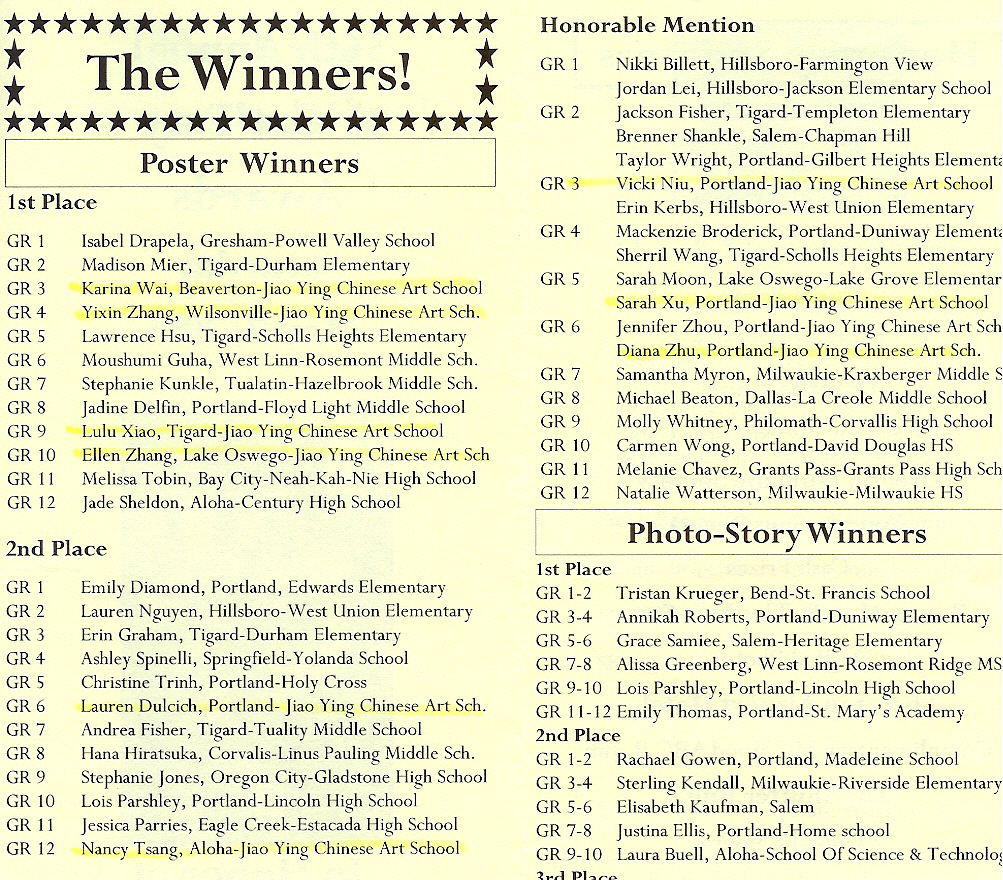 The Winners!
Poster Winners
1st Place
GR 1 Isabel Drapela, Gresham-Powell Valley School
GR 2 Madison Mier, Tigard-Durham Elementary
GR 3 Karina Wai, Beaverton-Jiao Ying Chinese Art School
GR 4 Yixin Zhang, Wilsonville-Jiao Ying Chinese Art Sch.
GR 5 Lawrence Hsu, Tigard-Scholls Heights Elementary
GR 6 Moushumi Guha, West Linn-Rosemont Middle Sch.
GR 7 Stephanie Kunkle, Tualatin-Hazelbrook Middle Sch.
GR 8 Jadine Delfin, Portland-Floyd Light Middle School
GR 9 Lulu Xiao, Tigard-Jiao Ying Chinese Art School
GR 10 Ellen Zhang, Lake Oswego-Jiao Ying Chinese Art Sch
GR 11 Melissa Tobin, Bay City-Neah-Kah-Nie High School
GR 12 Jade Sheldon, Aloha-Century High School
2nd Place
GR 1 Emily Diamond, Portland, Edwards Elementary
GR 2 Lauren Nguyen, Hillsboro-West Union Elementary
GR 3 Erin Graham, Tigard-Durham Elementary
GR 4 Ashley Spinelli, Springfield-Yolanda School
GR 5 Christine Trinh, Portland-Holy Cross
GR 6 Lauren Dulcich, Portland- Jiao Ying Chinese Art Sch.
GR 7 Andrea Fisher, Tigard-Tuality Middle School
GR 8 Hana Hiratsuka, Corvalis-Linus Pauling Middle Sch.
GR 9 Stephanie Jones, Oregon City-Gladstone High School
GR 10 Lois Parshley, Portland-Lincoln High School
GR 11 Jessica Parries, Eagle Creek-Estacada High School
GR 12 Nancy Tsang, Aloha-Jiao Ying Chinese Art School
Honorable Mention
GR 1 Nikki Billett, Hillsboro-Farmington View
Jordan Lei, Hillsboro-Jackson Elementary School
GR 2 Jackson Fisher, Tigard-Templeton Elementary
Brenner Shankle, Salem-Chapman Hill
Taylor Wright, Portland-Gilbert Heights Elementa
GR 3 Vicki Niu, Portland-Jiao Ying Chinese Art School
Erin Kerbs, Hillsboro-West Union Elementary
GR 4 Mackenzie Broderick, Portland-Duniway Elementa
Sherril Wang, Tigard-Scholls Heights Elementary
GR 5 Sarah Moon, Lake Oswego-Lake Grove Elementar
Sarah Xu, Portland-Jiao Ying Chinese Art School
GR 6 Jennifer Zhou, Portland-Jiao Ying Chinese Art Sch
Diana Zhu, Portland-Jiao Ying Chinese Art Sch.
GR 7 Samantha Myron, Milwaukie-Kraxberger Middle S
GR 8 Michael Beaton, Dallas-La Creole Middle School
GR 9 Molly Whitney, Philomath-Corvallis High School
GR 10 Carmen Wong, Portland-David Douglas HS
GR 11 Melanie Chavez, Grants Pass-Grants Pass High Sch
GR 12 Natalie Watterson, Milwaukie-Milwaukie HS
Photo-Story Winners
1st Place
GR 1-2 Tristan Krueger, Bend-St. Francis School
GR 3-4 Annikah Roberts, Portland-Duniway Elementary
GR 5-6 Grace Samiee, Salem-Heritage Elementary
GR 7-8 Alissa Greenberg, West Linn-Rosemont Ridge MS
GR 9-10 Lois Parshley, Portland-Lincoln High School
GR 11-12 Emily Thomas, Portland-St. Mary's Academy
2nd Place
GR 1-2 Rachael Gowen, Portland, Madeleine School
GR 3-4 Sterling Kendall, Milwaukie-Riverside Elementary
GR 5-6 Elisabeth Kaufman, Salem
GR 7-8 Justina Ellis, Portland-Home school
GR 9-10 Laura Buell, Aloha-School Of Science & Technolog
3rd Place